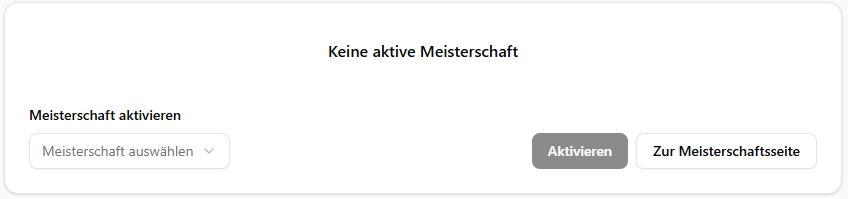 Keine aktive Meisterschaft
Meisterschaft aktivieren
Meisterschaft auswählen
Aktivieren
Zur Meisterschaftsseite